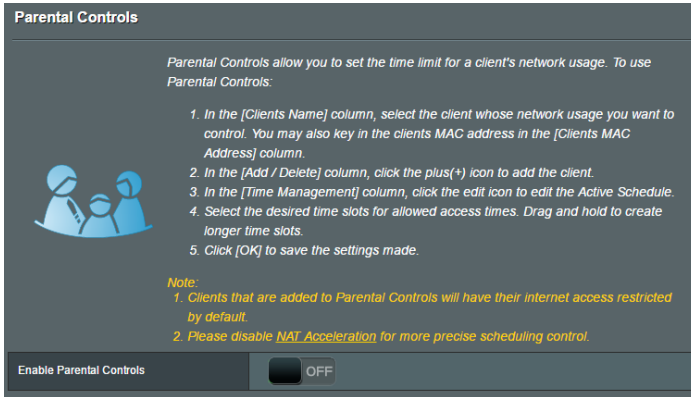 Parental Controls
Parental Controls allow you to set the time limit for a client's network usage. To use
Parental Controls:
1. In the [Clients Name] column, select the client whose network usage you want to
control. You may also key in the clients MAC address in the [Clients MAC
Address] column.
2. In the [Add / Delete] column, click the plus(+) icon to add the client.
3. In the [Time Management] column, click the edit icon to edit the Active Schedule.
4. Select the desired time slots for allowed access times. Drag and hold to create
longer time slots.
5. Click [OK] to save the settings made.
Note:
1. Clients that are added to Parental Controls will have their internet access restricted
by default.
2. Please disable NAT Acceleration for more precise scheduling control.
Enable Parental Controls
OFF